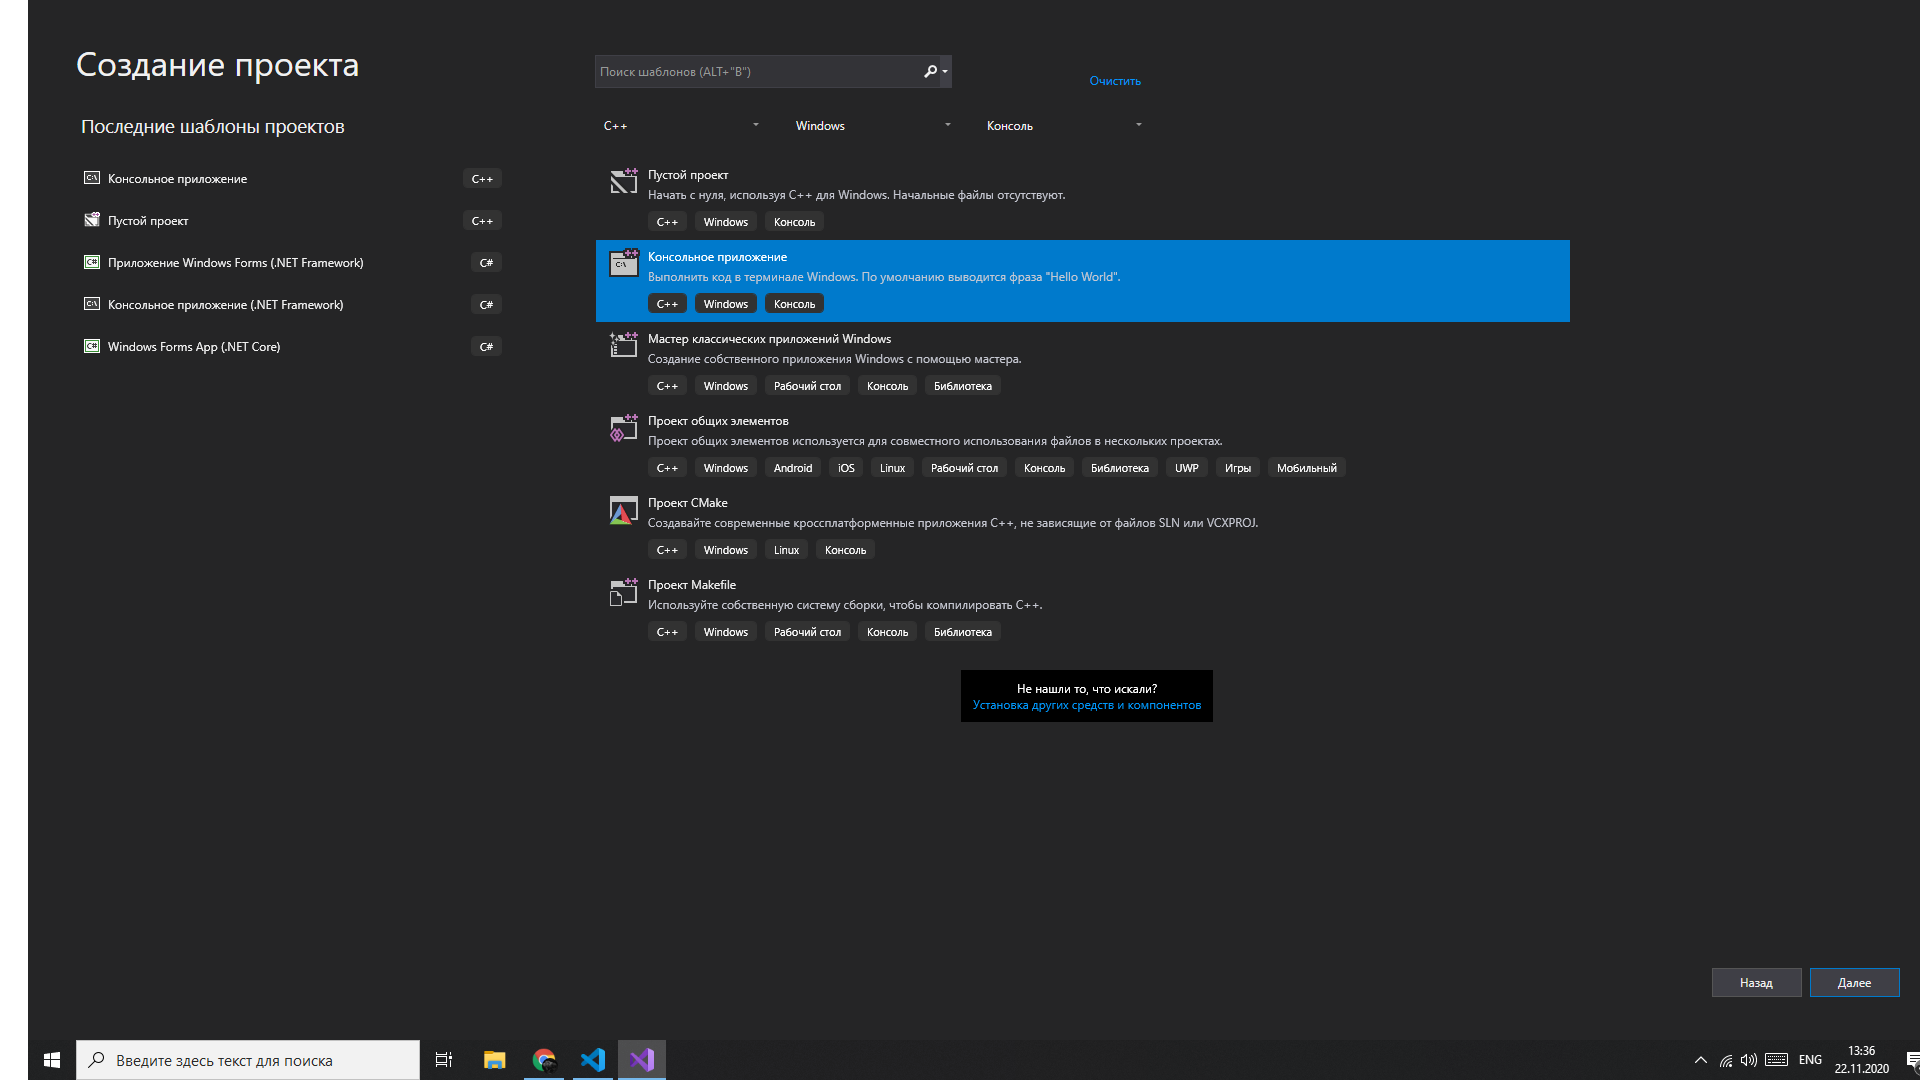 Создание проекта
Последние шаблоны проектов
Консольное приложение C++
Пустой проект C++
Приложение Windows Forms (.NET Framework) C#
Консольное приложение (.NET Framework) C#
Windows Forms App (.NET Core) C#
Поиск шаблонов (ALT+"B")
Очистить
C++ Windows Консоль
Пустой проект
Начать с нуля, используя C++ для Windows. Начальные файлы отсутствуют.
C++ Windows Консоль
Консольное приложение
Выполнить код в терминале Windows. По умолчанию выводится фраза "Hello World".
C++ Windows Консоль
Мастер классических приложений Windows
Создание собственного приложения Windows с помощью мастера.
C++ Windows Рабочий стол Консоль Библиотека
Проект общих элементов
Проект общих элементов используется для совместного использования файлов в нескольких проектах.
C++ Windows Android iOS Linux Рабочий стол Консоль Библиотека UWP Игры Мобильный
Проект CMake
Создавайте современные кроссплатформенные приложения C++, не зависящие от файлов SLN или VCXPROJ.
C++ Windows Linux Консоль
Проект Makefile
Используйте собственную систему сборки, чтобы компилировать C++.
C++ Windows Рабочий стол Консоль Библиотека
Не нашли то, что искали?
Установка других средств и компонентов
Назад Далее
Введите здесь текст для поиска
ENG
13:36
22.11.2020